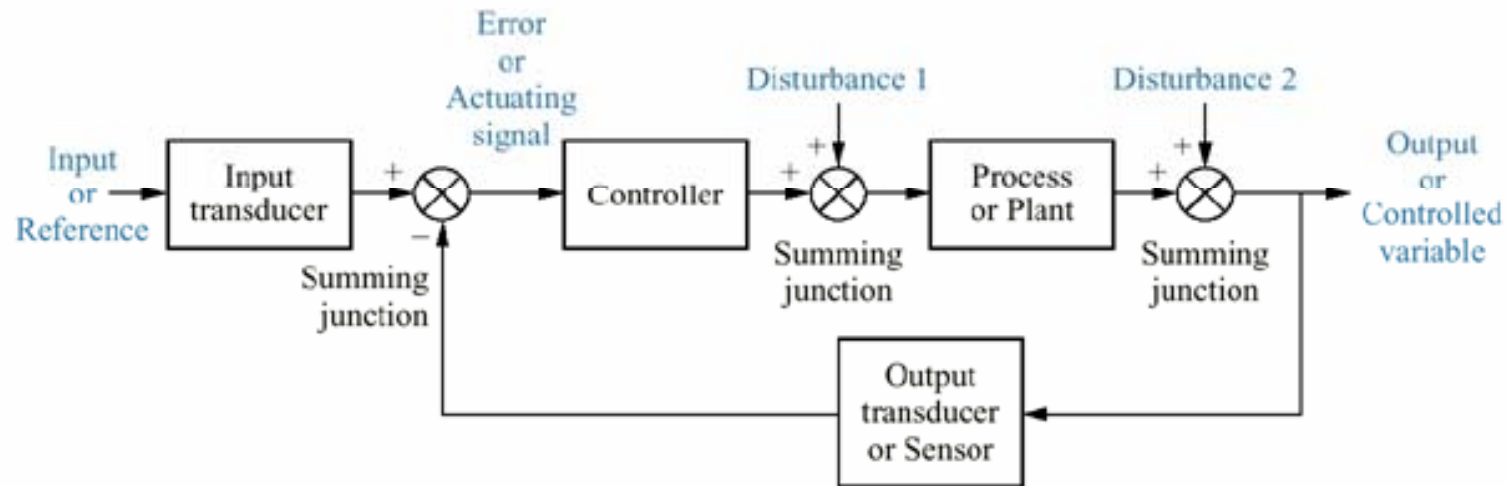 Input
or
Reference
Input
transducer
+
−
Summing
junction
Error
or
Actuating
signal
Controller
Disturbance 1
+
+
Summing
junction
Process
or Plant
Disturbance 2
+
+
Summing
junction
Output
or
Controlled
variable
Output
transducer
or Sensor